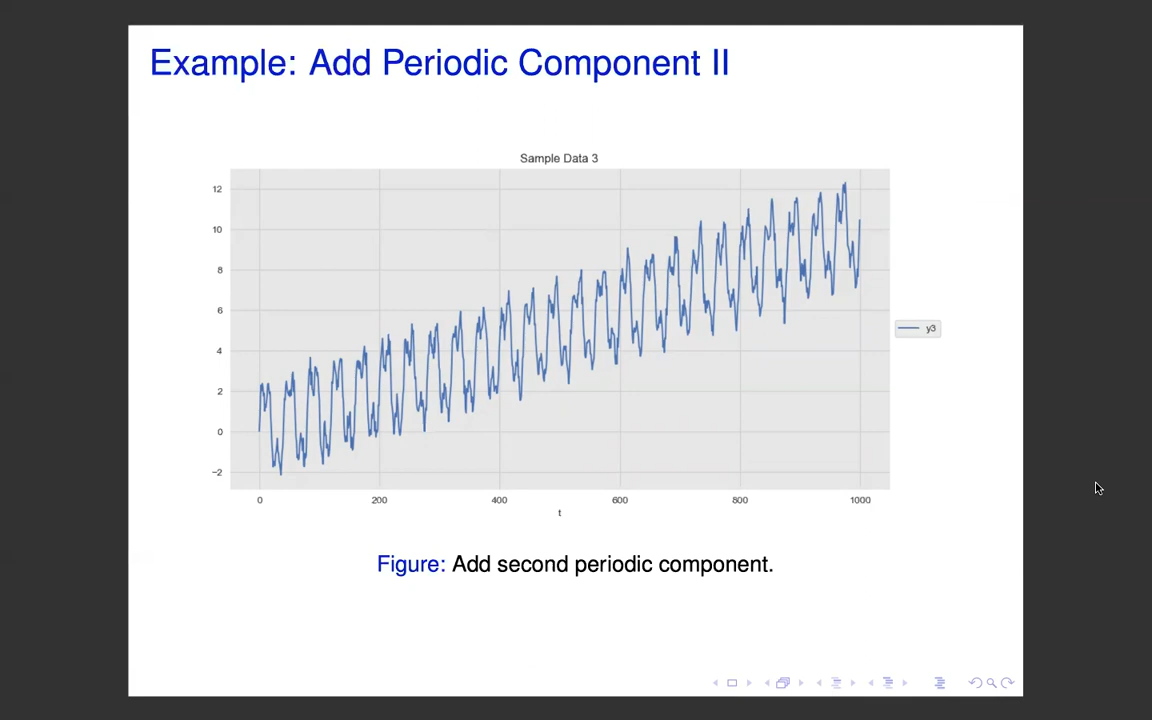 Example: Add Periodic Component II
Sample Data 3
12
10
8
6
4
2
0
−2
y3
0 200 400 600 800 1000
t
Figure: Add second periodic component.